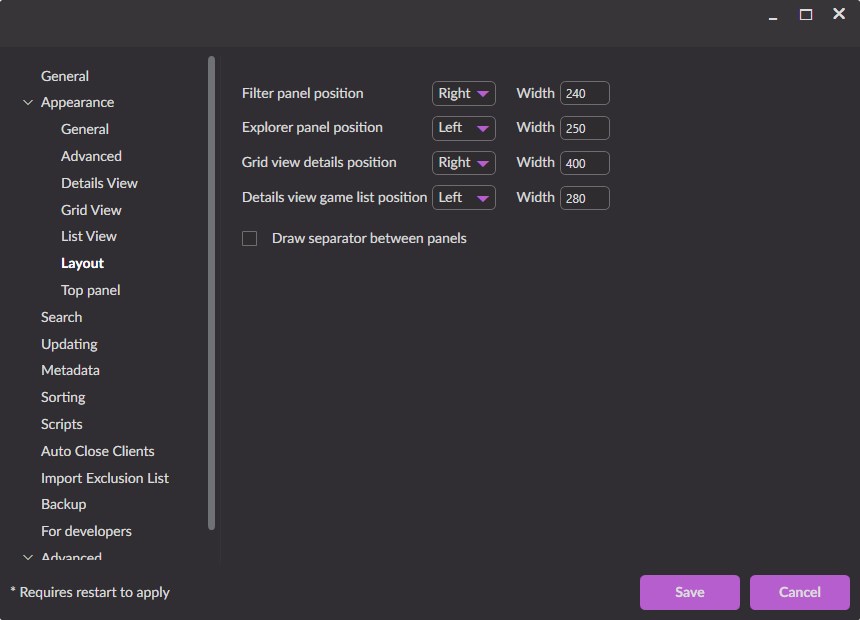 General
Appearance
General
Advanced
Details View
Grid View
List View
Layout
Top panel
Search
Updating
Metadata
Sorting
Scripts
Auto Close Clients
Import Exclusion List
Backup
For developers
Advanced
Filter panel position Right Width 240
Explorer panel position Left Width 250
Grid view details position Right Width 400
Details view game list position Left Width 280
Draw separator between panels
* Requires restart to apply
Save Cancel